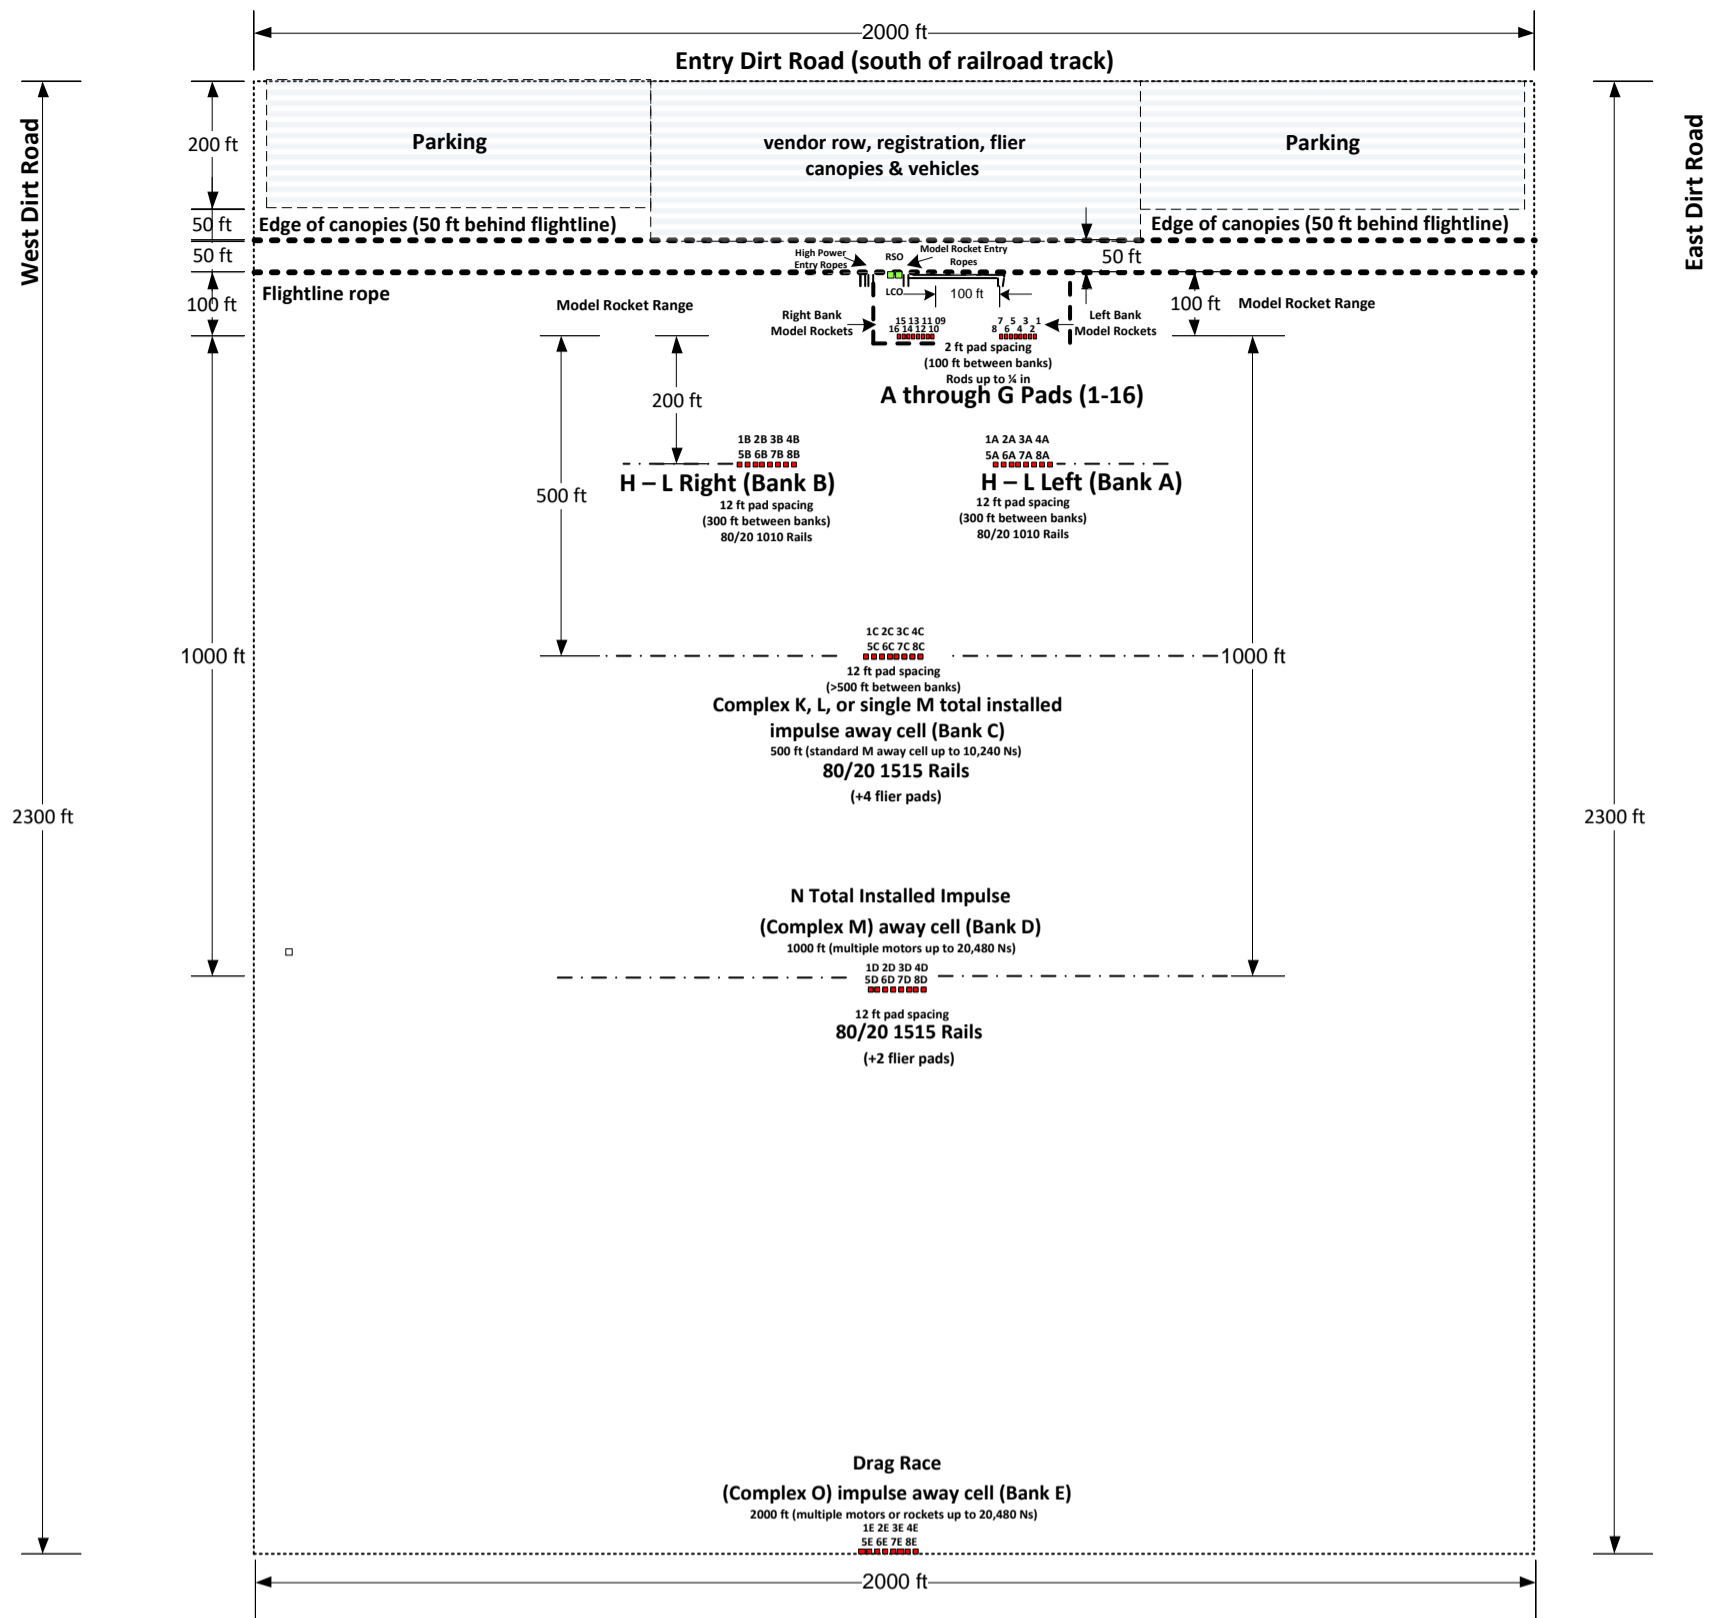 2000 ft
Entry Dirt Road (south of railroad track)
West Dirt Road
East Dirt Road
200 ft
Parking
vendor row, registration, flier
canopies & vehicles
Parking
50 ft
Edge of canopies (50 ft behind flightline)
Edge of canopies (50 ft behind flightline)
50 ft
High Power
Entry Ropes
RSO
Model Rocket Entry
Ropes
50 ft
100 ft
Flightline rope
Model Rocket Range
LCO
100 ft
100 ft
Model Rocket Range
Right Bank
Model Rockets
15 13 11 09
16 14 12 10
7 5 3 1
8 6 4 2
Left Bank
Model Rockets
2 ft pad spacing
(100 ft between banks)
Rods up to ¼ in
A through G Pads (1-16)
200 ft
1B 2B 3B 4B
5B 6B 7B 8B
1A 2A 3A 4A
5A 6A 7A 8A
H – L Right (Bank B)
12 ft pad spacing
(300 ft between banks)
80/20 1010 Rails
H – L Left (Bank A)
12 ft pad spacing
(300 ft between banks)
80/20 1010 Rails
500 ft
1C 2C 3C 4C
5C 6C 7C 8C
1000 ft
1000 ft
12 ft pad spacing
(>500 ft between banks)
Complex K, L, or single M total installed
impulse away cell (Bank C)
500 ft (standard M away cell up to 10,240 Ns)
80/20 1515 Rails
(+4 flier pads)
2300 ft
2300 ft
N Total Installed Impulse
(Complex M) away cell (Bank D)
1000 ft (multiple motors up to 20,480 Ns)
1D 2D 3D 4D
5D 6D 7D 8D
12 ft pad spacing
80/20 1515 Rails
(+2 flier pads)
Drag Race
(Complex O) impulse away cell (Bank E)
2000 ft (multiple motors or rockets up to 20,480 Ns)
1E 2E 3E 4E
5E 6E 7E 8E
2000 ft